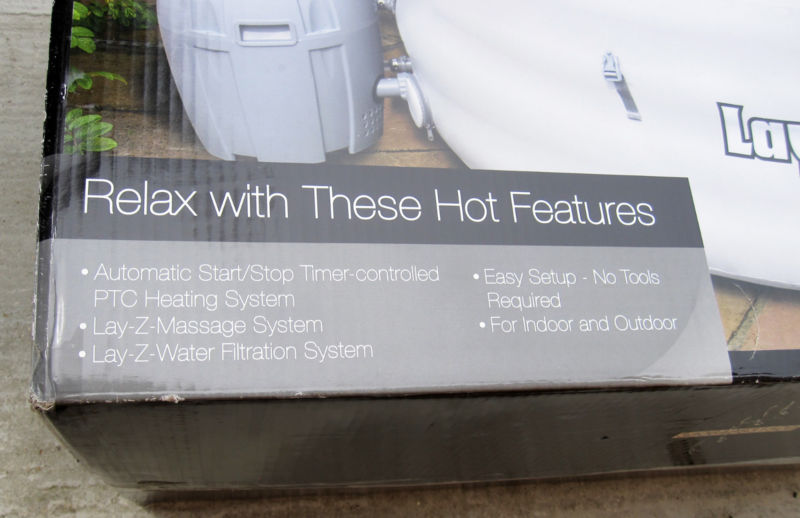 Lay
Relax with These Hot Features
• Automatic Start/Stop Timer-controlled
PTC Heating System
• Lay-Z-Massage System
• Lay-Z-Water Filtration System
• Easy Setup - No Tools
Required
• For Indoor and Outdoor